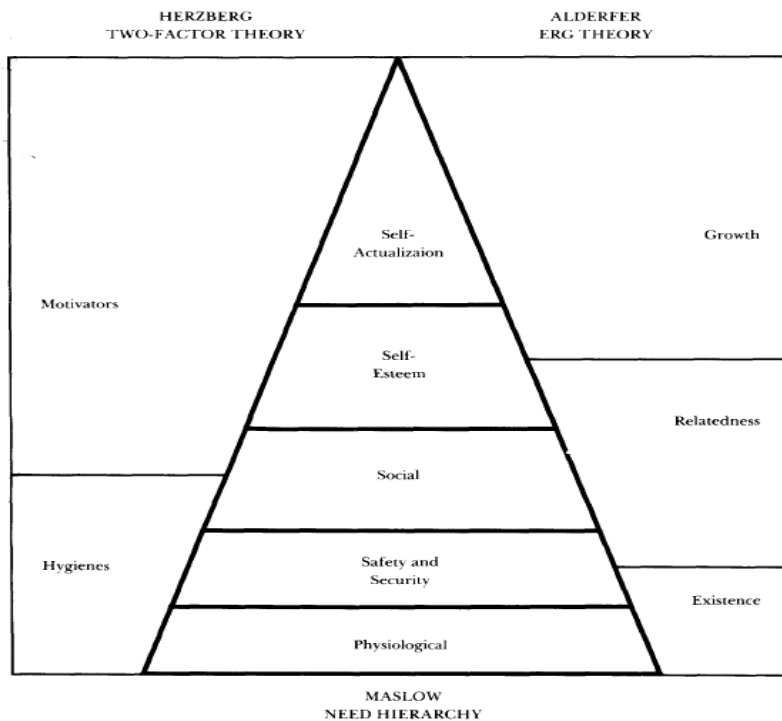 HERZBERG
TWO-FACTOR THEORY
ALDERFER
ERG THEORY
Self-
Actualizaion
Growth
Motivators
Self-
Esteem
Relatedness
Social
Hygienes
Safety and
Security
Existence
Physiological
MASLOW
NEED HIERARCHY